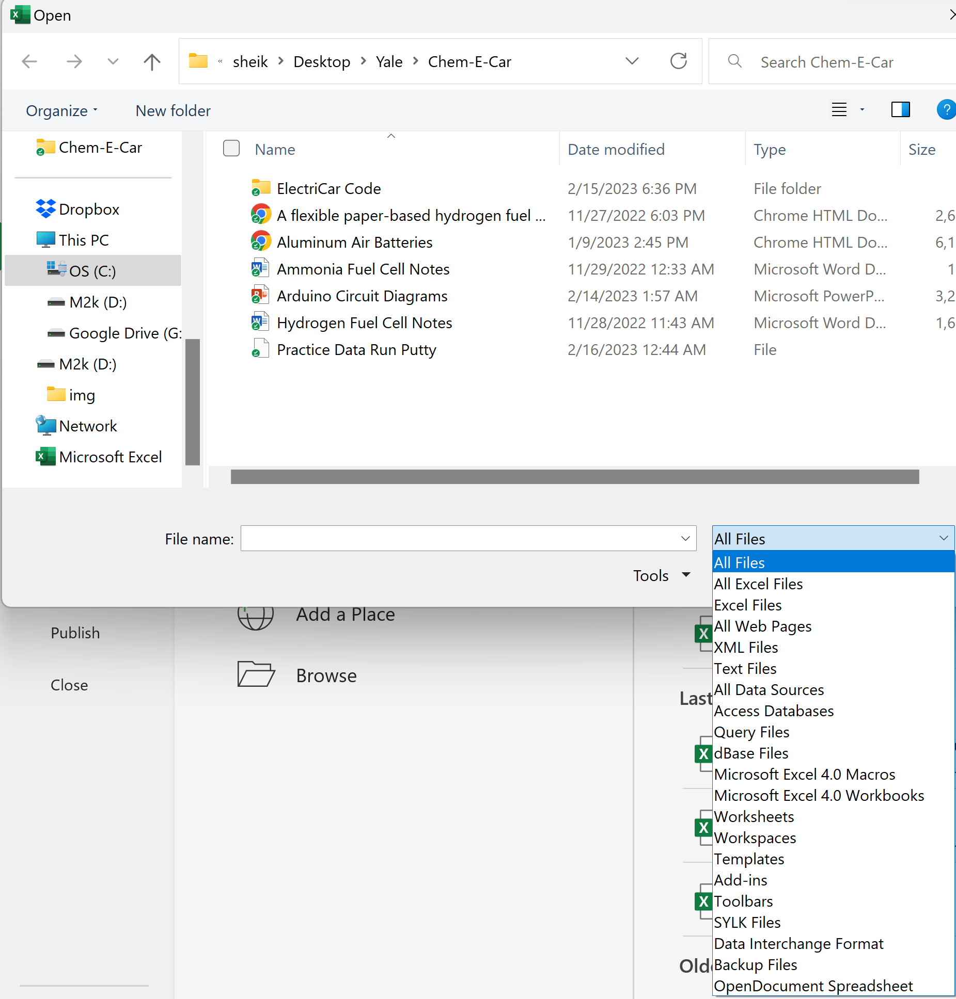 Open
« sheik > Desktop > Yale > Chem-E-Car
Search Chem-E-Car
Organize
New folder
Chem-E-Car
Dropbox
This PC
OS (C:)
M2k (D:)
Google Drive (G:
M2k (D:)
img
Network
Microsoft Excel
Name Date modified Type Size
ElectriCar Code 2/15/2023 6:36 PM File folder
A flexible paper-based hydrogen fuel ... 11/27/2022 6:03 PM Chrome HTML Do... 2,6
Aluminum Air Batteries 1/9/2023 2:45 PM Chrome HTML Do... 6,1
Ammonia Fuel Cell Notes 11/29/2022 12:33 AM Microsoft Word D... 1
Arduino Circuit Diagrams 2/14/2023 1:57 AM Microsoft PowerP... 3,2
Hydrogen Fuel Cell Notes 11/28/2022 11:43 AM Microsoft Word D... 1,6
Practice Data Run Putty 2/16/2023 12:44 AM File
File name:
All Files
Tools
All Files
All Excel Files
Excel Files
All Web Pages
XML Files
Text Files
All Data Sources
Access Databases
Query Files
dBase Files
Microsoft Excel 4.0 Macros
Microsoft Excel 4.0 Workbooks
Worksheets
Workspaces
Templates
Add-ins
Toolbars
SYLK Files
Data Interchange Format
Backup Files
OpenDocument Spreadsheet
Publish
Close
Add a Place
Browse
Last